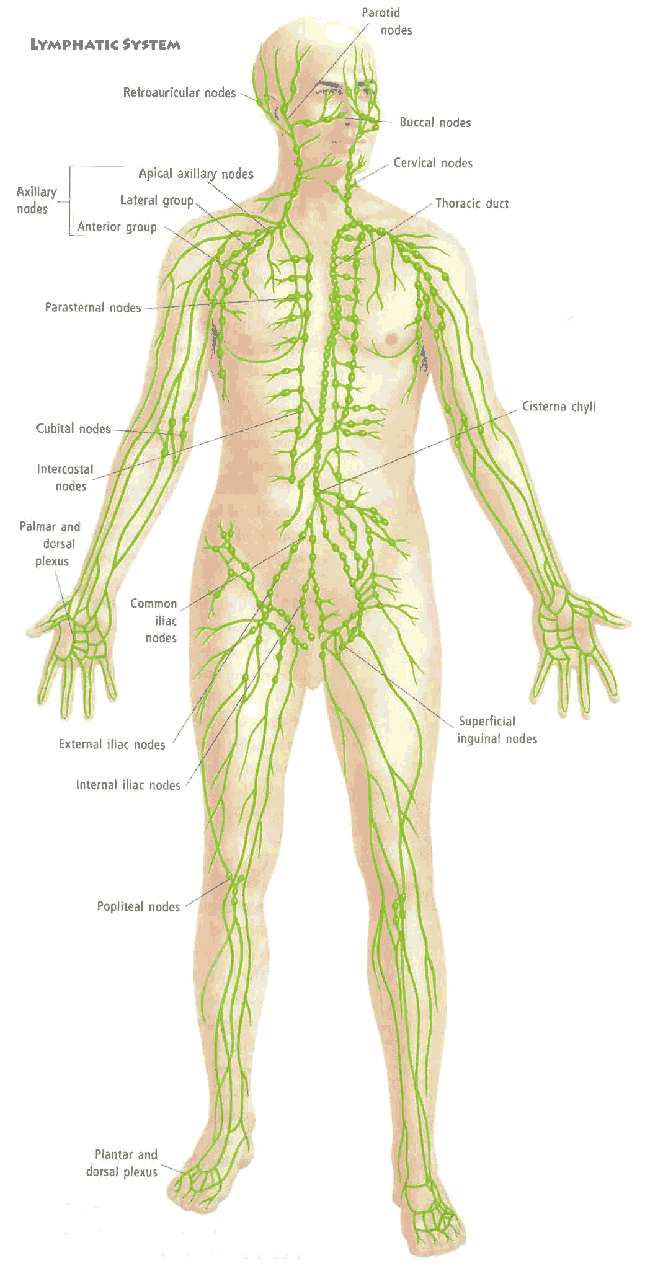 LYMPHATIC SYSTEM
Parotid
nodes
Retroauricular nodes
Buccal nodes
Cervical nodes
Apical axillary nodes
Axillary
nodes
Lateral group
Thoracic duct
Anterior group
Parasternal nodes
Cisterna chyli
Cubital nodes
Intercostal
nodes
Palmar and
dorsal
plexus
Common
iliac
nodes
Superficial
inguinal nodes
External iliac nodes
Internal iliac nodes
Popliteal nodes
Plantar and
dorsal plexus